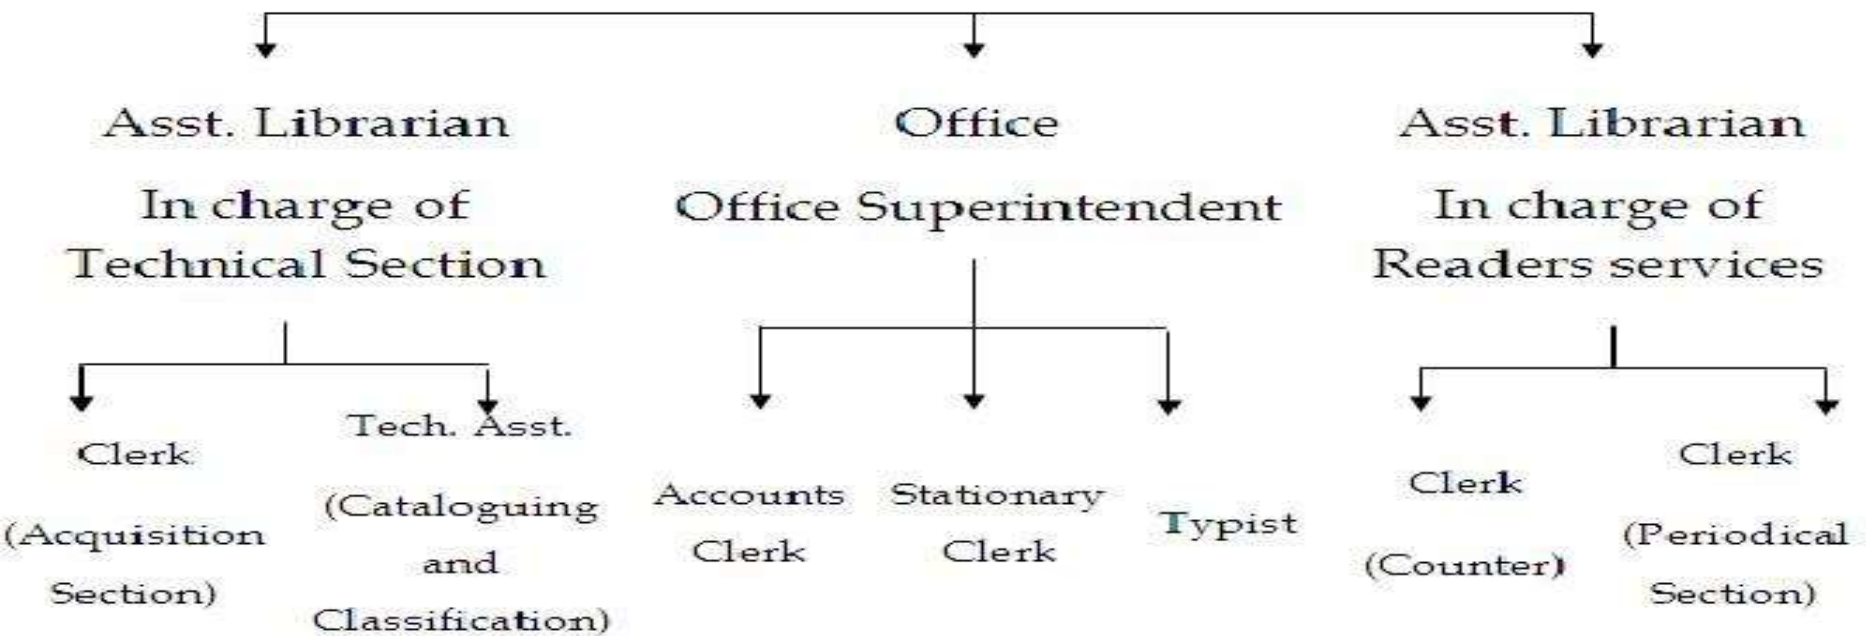 Asst. Librarian
In charge of
Technical Section
Office
Office Superintendent
Asst. Librarian
In charge of
Readers services
Clerk
(Acquisition
Section)
Tech. Asst.
(Cataloguing
and
Classification)
Accounts
Clerk
Stationary
Clerk
Typist
Clerk
(Counter)
Clerk
(Periodical
Section)